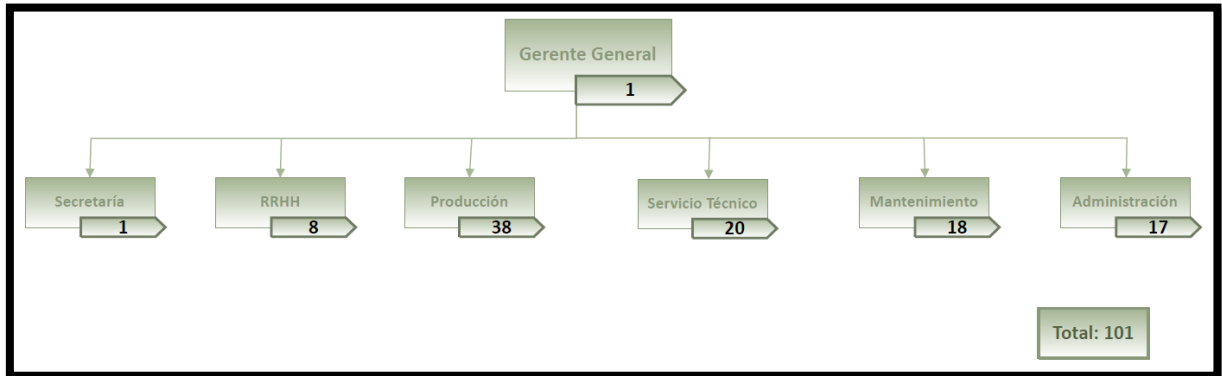 Gerente General
1
Secretaría
1
RRHH
8
Producción
38
Servicio Técnico
20
Mantenimiento
18
Administración
17
Total: 101